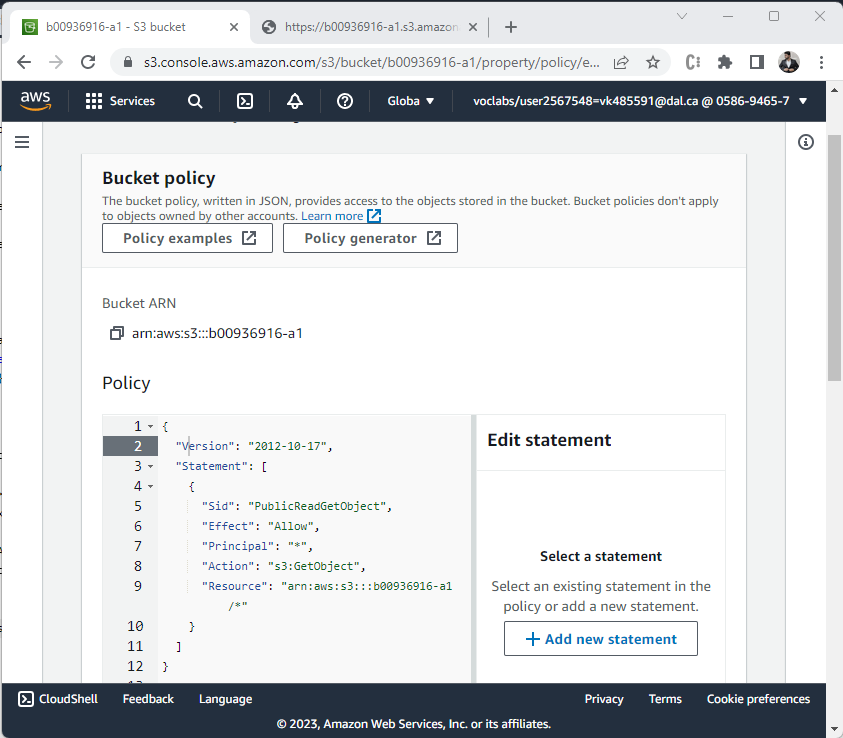 b00936916-a1 - S3 bucket
https://b00936916-a1.s3.amazon
s3.console.aws.amazon.com/s3/bucket/b00936916-a1/property/policy/e...
aws
Services
Globa
voclabs/user2567548=vk485591@dal.ca @ 0586-9465-7
Bucket policy
The bucket policy, written in JSON, provides access to the objects stored in the bucket. Bucket policies don't apply
to objects owned by other accounts. Learn more
Policy examples
Policy generator
Bucket ARN
arn:aws:s3:::b00936916-a1
Policy
1 {
2 "Version": "2012-10-17",
3 "Statement": [
4 {
5 "Sid": "PublicReadGetObject",
6 "Effect": "Allow",
7 "Principal": "*",
8 "Action": "s3:GetObject",
9 "Resource": "arn:aws:s3:::b00936916-a1
/*"
10 }
11 ]
12 }
Edit statement
Select a statement
Select an existing statement in the
policy or add a new statement.
Add new statement
CloudShell
Feedback
Language
Privacy
Terms
Cookie preferences
© 2023, Amazon Web Services, Inc. or its affiliates.